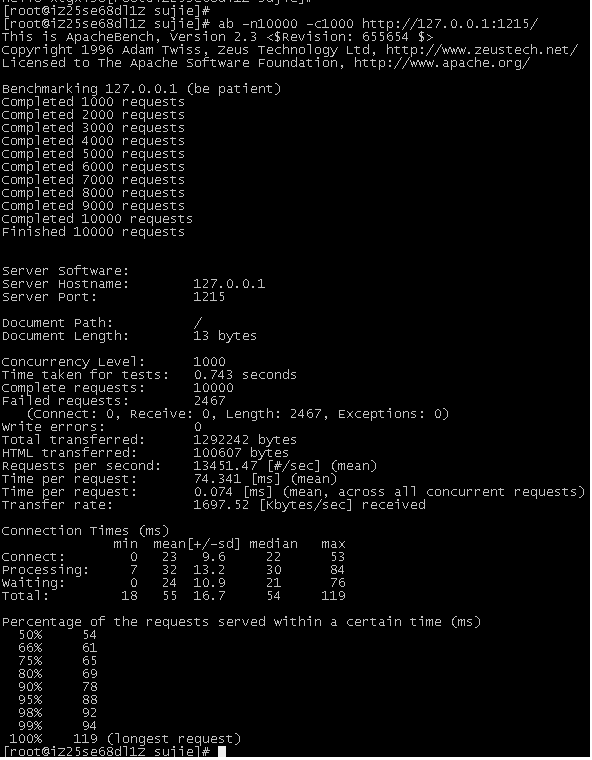 [root@iZ25se68dl1Z sujie]#
[root@iZ25se68dl1Z sujie]# ab -n10000 -c1000 http://127.0.0.1:1215/
This is ApacheBench, Version 2.3 <$Revision: 655654 $>
Copyright 1996 Adam Twiss, Zeus Technology Ltd, http://www.zeustech.net/
Licensed to The Apache Software Foundation, http://www.apache.org/

Benchmarking 127.0.0.1 (be patient)
Completed 1000 requests
Completed 2000 requests
Completed 3000 requests
Completed 4000 requests
Completed 5000 requests
Completed 6000 requests
Completed 7000 requests
Completed 8000 requests
Completed 9000 requests
Completed 10000 requests
Finished 10000 requests

Server Software:
Server Hostname:        127.0.0.1
Server Port:            1215

Document Path:          /
Document Length:        13 bytes

Concurrency Level:      1000
Time taken for tests:   0.743 seconds
Complete requests:      10000
Failed requests:        2467
   (Connect: 0, Receive: 0, Length: 2467, Exceptions: 0)
Write errors:           0
Total transferred:      1292242 bytes
HTML transferred:       100607 bytes
Requests per second:    13451.47 [#/sec] (mean)
Time per request:       74.341 [ms] (mean)
Time per request:       0.074 [ms] (mean, across all concurrent requests)
Transfer rate:          1697.52 [Kbytes/sec] received

Connection Times (ms)
              min  mean[+/-sd] median   max
Connect:        0   23   9.6     22      53
Processing:     7   32  13.2     30      84
Waiting:        0   24  10.9     21      76
Total:         18   55  16.7     54     119

Percentage of the requests served within a certain time (ms)
  50%     54
  66%     61
  75%     65
  80%     69
  90%     78
  95%     88
  98%     92
  99%     94
 100%    119 (longest request)
[root@iZ25se68dl1Z sujie]#